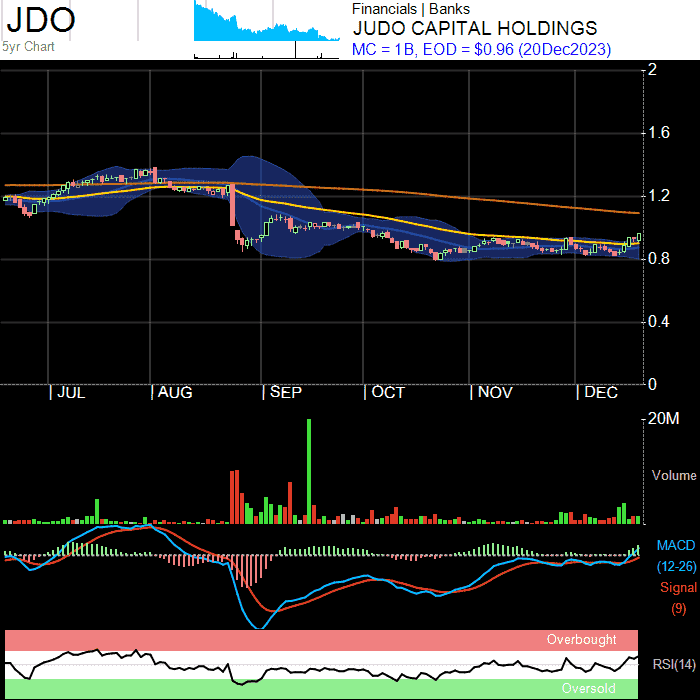 JDO
5yr Chart
Financials | Banks
JUDO CAPITAL HOLDINGS
MC = 1B, EOD = $0.96 (20Dec2023)
2
1.6
1.2
0.8
0.4
0
| JUL | AUG | SEP | OCT | NOV | DEC
20M
Volume
MACD
(12-26)
Signal
(9)
Overbought
RSI(14)
Oversold